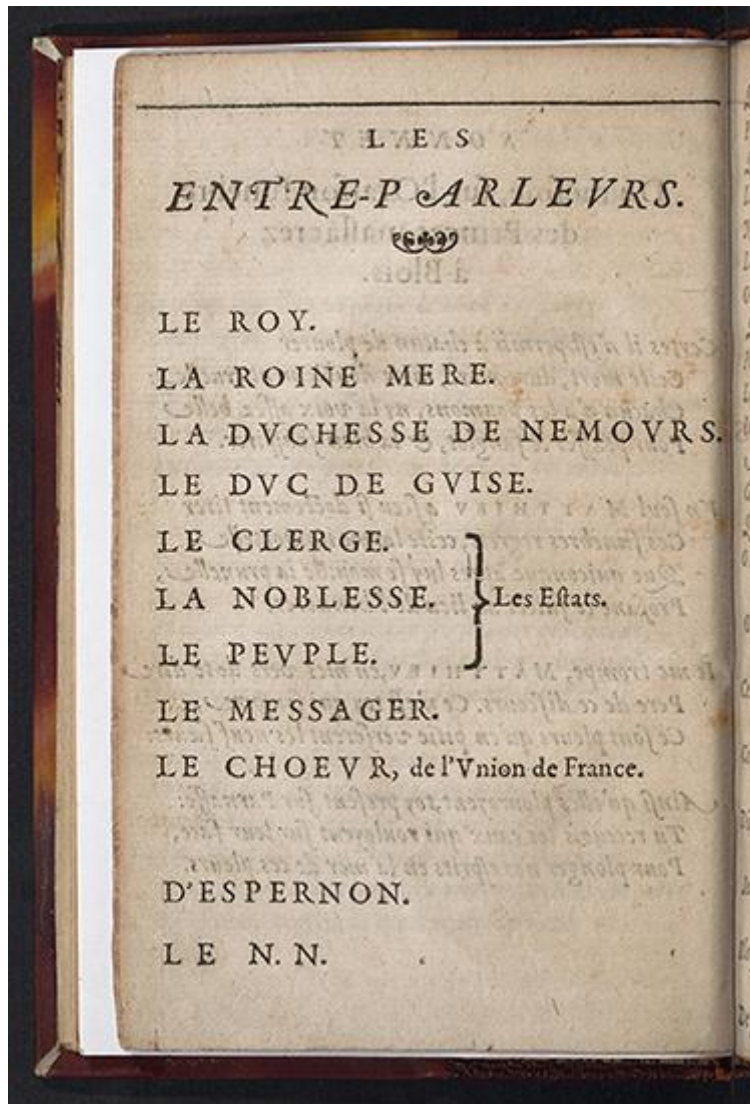 LES
ENTRE-PARLEVRS.
LE ROY.
LA ROINE MERE.
LA DVCHESSE DE NEMOVRS.
LE DVC DE GVISE.
LE CLERGE.
LA NOBLESSE. Les Eſtats.
LE PEVPLE.
LE MESSAGER.
LE CHOEVR, de l'Vnion de France.
D'ESPERNON.
LE N. N.